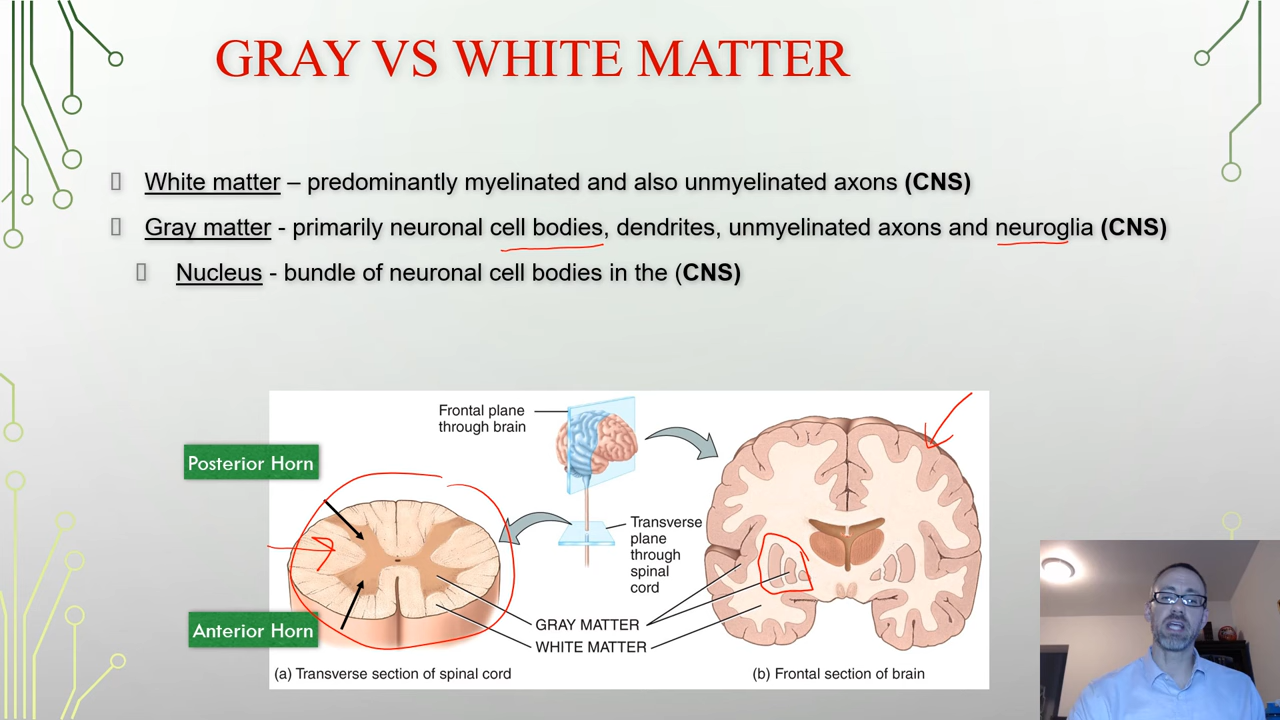 GRAY VS WHITE MATTER
White matter – predominantly myelinated and also unmyelinated axons (CNS)
Gray matter - primarily neuronal cell bodies, dendrites, unmyelinated axons and neuroglia (CNS)
Nucleus - bundle of neuronal cell bodies in the (CNS)
Posterior Horn
Anterior Horn
Frontal plane
through brain
Transverse
plane
through
spinal
cord
GRAY MATTER
WHITE MATTER
(a) Transverse section of spinal cord
(b) Frontal section of brain